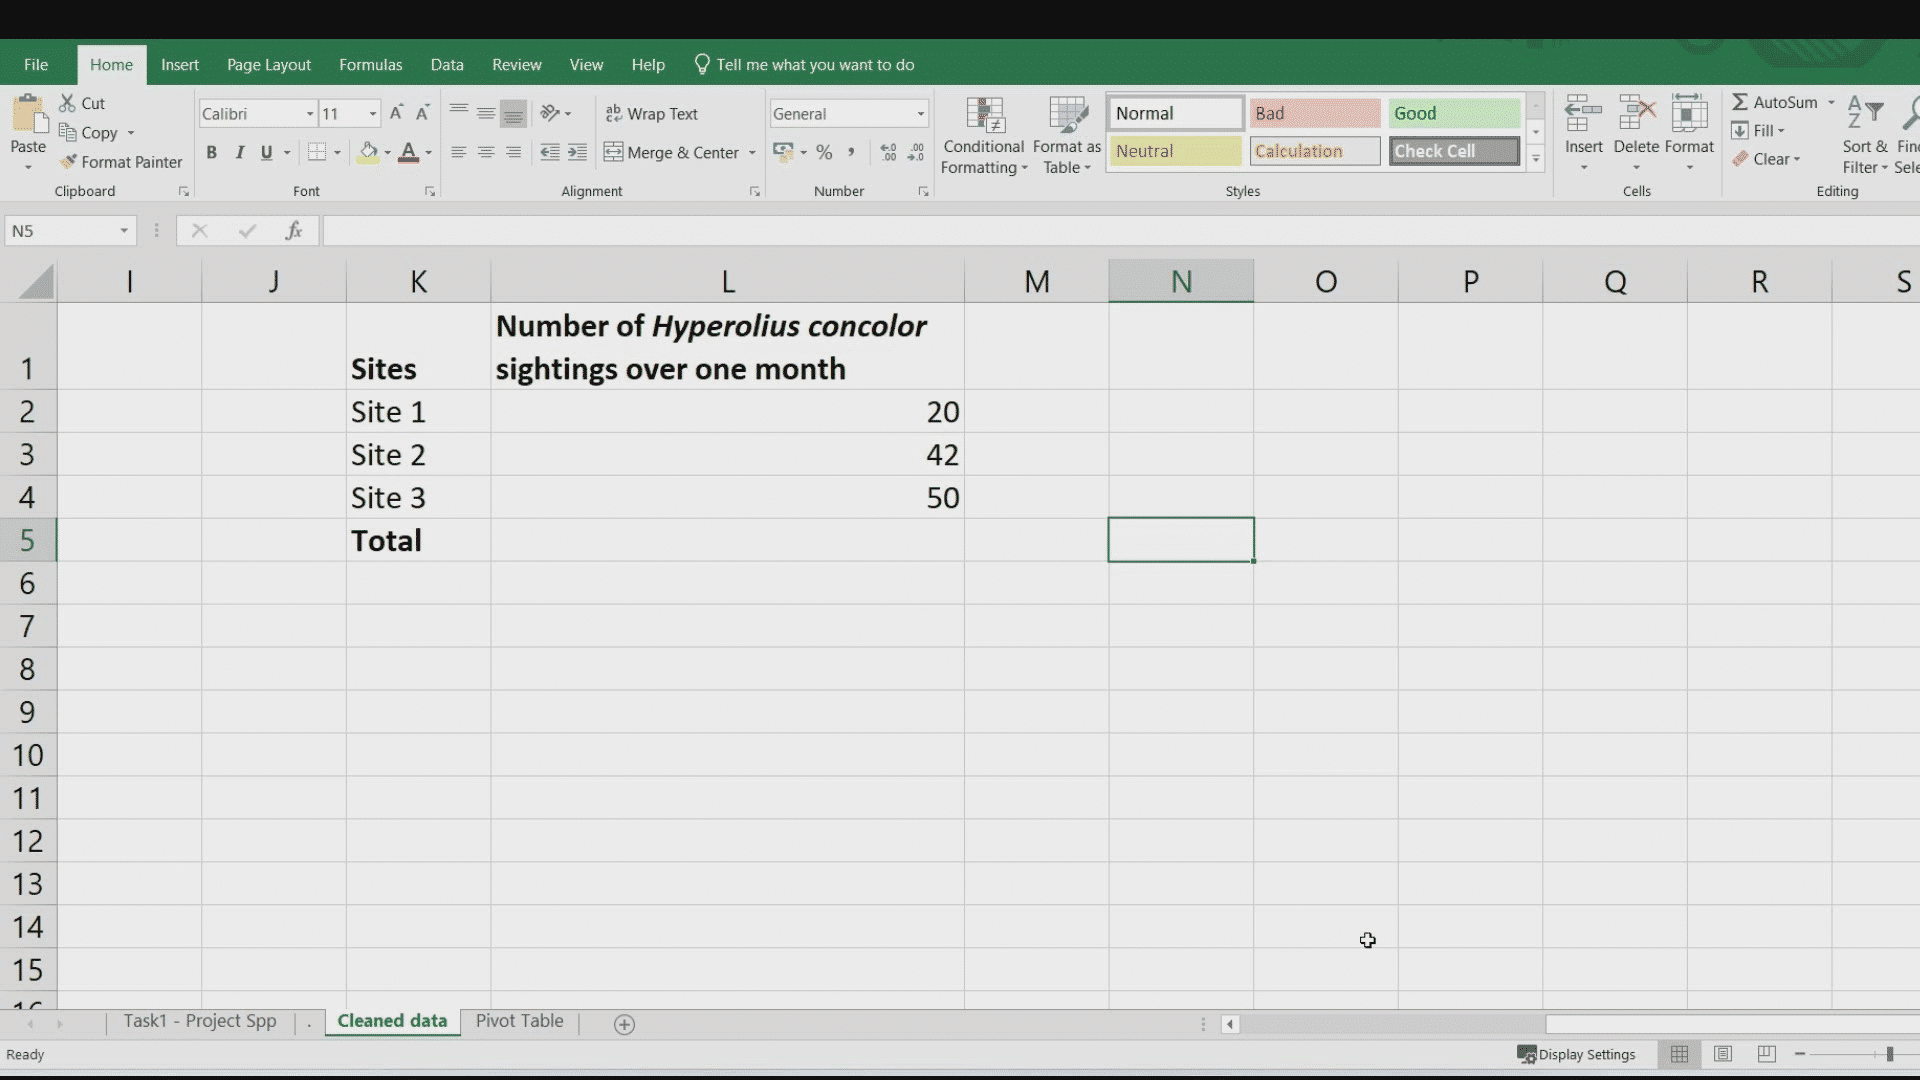 File Home Insert Page Layout Formulas Data Review View Help Tell me what you want to do
Cut
Copy
Format Painter
Paste
Clipboard
Calibri 11
B I U
Font
Wrap Text
Merge & Center
Alignment
General
% ,
Number
Conditional Formatting
Format as Table
Normal Bad Good
Neutral Calculation Check Cell
Styles
Insert Delete Format
Cells
AutoSum
Fill
Clear
Sort & Filter
Editing
N5 fx
I J K L M N O P Q R S
1 Sites Number of Hyperolius concolor
sightings over one month
2 Site 1 20
3 Site 2 42
4 Site 3 50
5 Total
6
7
8
9
10
11
12
13
14
15
16
Task1 - Project Spp . Cleaned data Pivot Table
Ready Display Settings